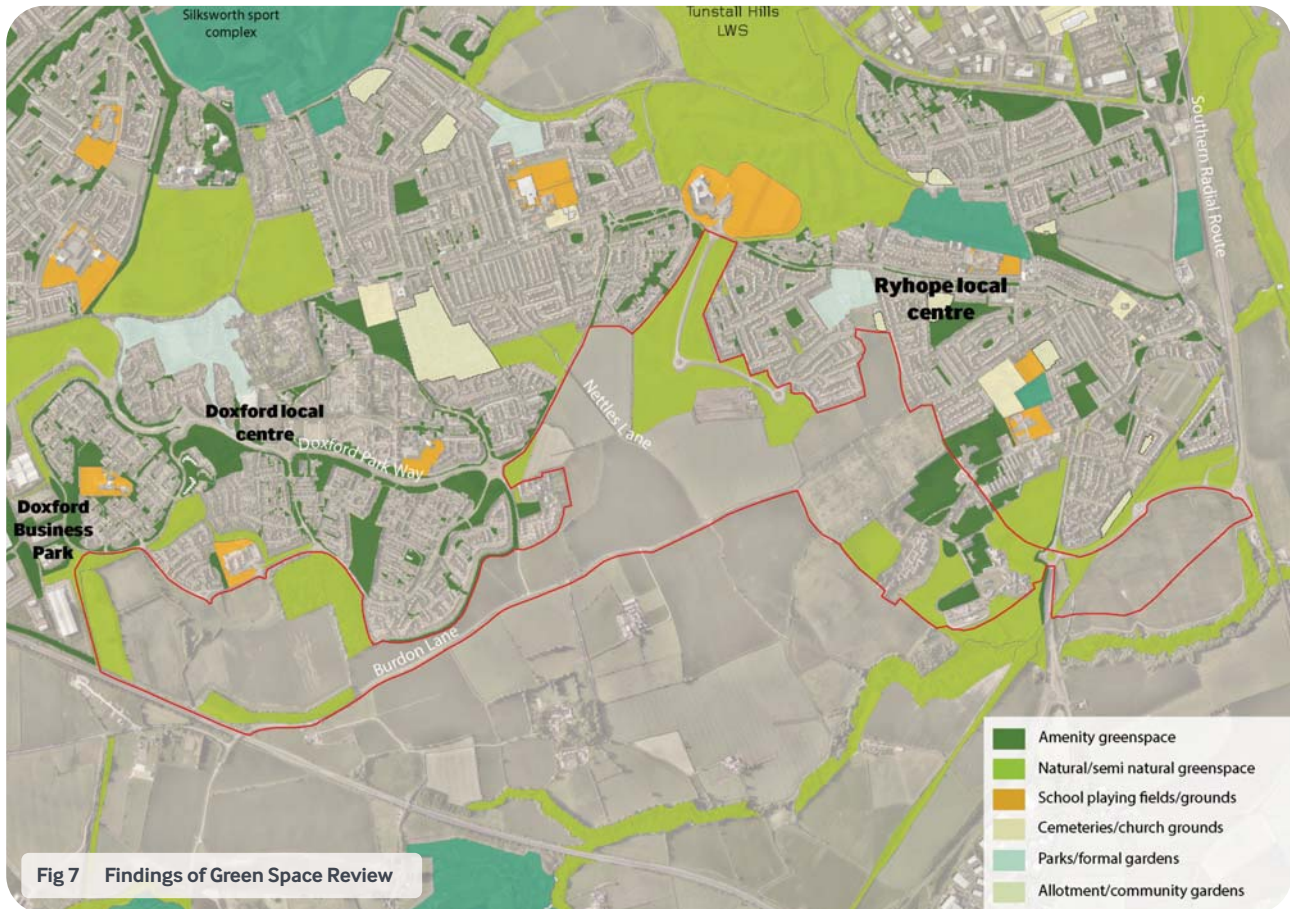 Silksworth sport
complex
Tunstall Hills
LWS
Southern Radial Route
Ryhope local
centre
Nettles Lane
Doxford local
centre
Doxford Park Way
Doxford
Business
Park
Burdon Lane
Amenity greenspace
Natural/semi natural greenspace
School playing fields/grounds
Cemeteries/church grounds
Parks/formal gardens
Allotment/community gardens
Fig 7 Findings of Green Space Review